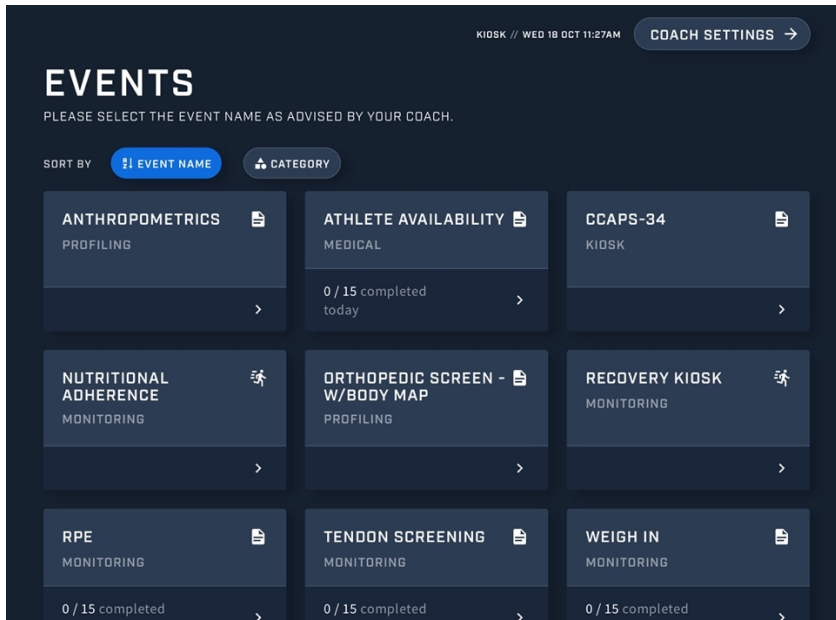 KIOSK // WED 18 OCT 11:27AM
COACH SETTINGS
EVENTS
PLEASE SELECT THE EVENT NAME AS ADVISED BY YOUR COACH.
SORT BY
EVENT NAME
CATEGORY
ANTHROPOMETRICS
PROFILING
ATHLETE AVAILABILITY
MEDICAL
0 / 15 completed
today
CCAPS-34
KIOSK
NUTRITIONAL
ADHERENCE
MONITORING
ORTHOPEDIC SCREEN -
W/BODY MAP
PROFILING
RECOVERY KIOSK
MONITORING
RPE
MONITORING
0 / 15 completed
TENDON SCREENING
MONITORING
0 / 15 completed
WEIGH IN
MONITORING
0 / 15 completed